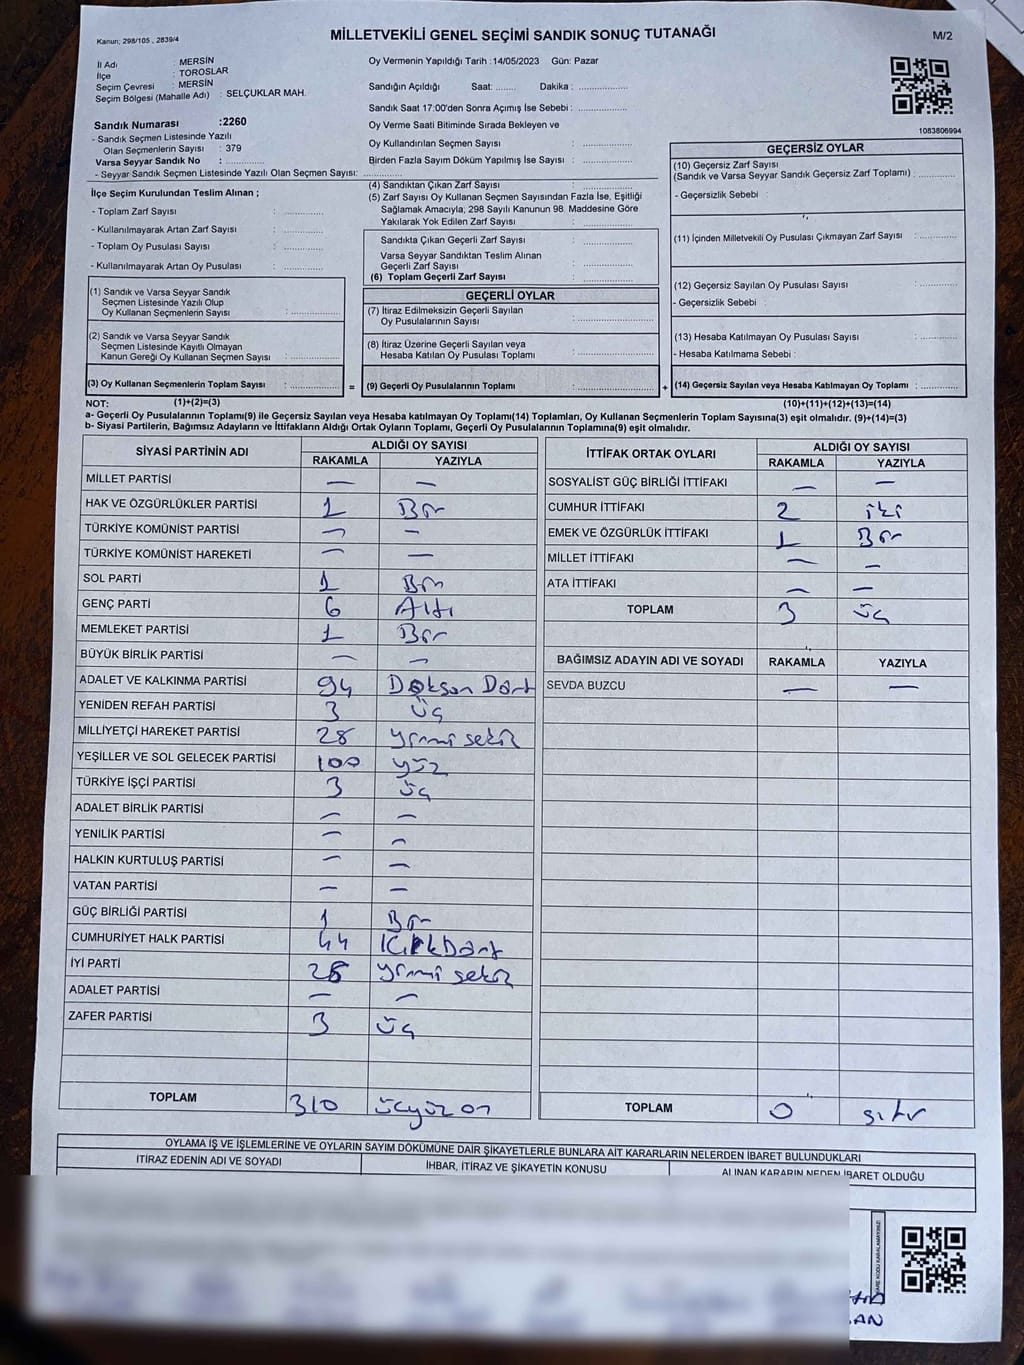 Kanun; 298/105 , 2839/4
MİLLETVEKİLİ GENEL SEÇİMİ SANDIK SONUÇ TUTANAĞI
M/2
İl Adı : MERSİN
İlçe : TOROSLAR
Seçim Çevresi : MERSİN
Seçim Bölgesi (Mahalle Adı) : SELÇUKLAR MAH.
Sandık Numarası :2260
- Sandık Seçmen Listesinde Yazılı
Olan Seçmenlerin Sayısı : 379
Varsa Seyyar Sandık No : ..............
- Seyyar Sandık Seçmen Listesinde Yazılı Olan Seçmen Sayısı: ..............
Oy Vermenin Yapıldığı Tarih :14/05/2023 Gün: Pazar
Sandığın Açıldığı Saat: ....... Dakika : ..............
Sandık Saat 17:00'den Sonra Açımış İse Sebebi : ..............
Oy Verme Saati Bitiminde Sırada Bekleyen ve
Oy Kullandırılan Seçmen Sayısı : ..............
Birden Fazla Sayım Döküm Yapılmış İse Sayısı : ..............
1083806994
İlçe Seçim Kurulundan Teslim Alınan ;
- Toplam Zarf Sayısı : ..............
- Kullanılmayarak Artan Zarf Sayısı : ..............
- Toplam Oy Pusulası Sayısı : ..............
- Kullanılmayarak Artan Oy Pusulası : ..............
(4) Sandıktan Çıkan Zarf Sayısı : ..............
(5) Zarf Sayısı Oy Kullanan Seçmen Sayısından Fazla İse, Eşitliği
Sağlamak Amacıyla, 298 Sayılı Kanunun 98. Maddesine Göre
Yakılarak Yok Edilen Zarf Sayısı : ..............
Sandıkta Çıkan Geçerli Zarf Sayısı : ..............
Varsa Seyyar Sandıktan Teslim Alınan
Geçerli Zarf Sayısı : ..............
(6) Toplam Geçerli Zarf Sayısı : ..............
GEÇERSİZ OYLAR
(10) Geçersiz Zarf Sayısı
(Sandık ve Varsa Seyyar Sandık Geçersiz Zarf Toplamı) : ..............
- Geçersizlik Sebebi :
(11) İçinden Milletvekili Oy Pusulası Çıkmayan Zarf Sayısı : ..............
(12) Geçersiz Sayılan Oy Pusulası Sayısı : ..............
- Geçersizlik Sebebi :
(13) Hesaba Katılmayan Oy Pusulası Sayısı : ..............
- Hesaba Katılmama Sebebi :
(1) Sandık ve Varsa Seyyar Sandık
Seçmen Listesinde Yazılı Olup
Oy Kullanan Seçmenlerin Sayısı : ..............
(2) Sandık ve Varsa Seyyar Sandık
Seçmen Listesinde Kayıtlı Olmayan
Kanun Gereği Oy Kullanan Seçmen Sayısı : ..............
GEÇERLİ OYLAR
(7) İtiraz Edilmeksizin Geçerli Sayılan
Oy Pusulalarının Sayısı : ..............
(8) İtiraz Üzerine Geçerli Sayılan veya
Hesaba Katılan Oy Pusulası Toplamı : ..............
(3) Oy Kullanan Seçmenlerin Toplam Sayısı : .............. = (9) Geçerli Oy Pusulalarının Toplamı : .............. + (14) Geçersiz Sayılan veya Hesaba Katılmayan Oy Toplamı : ..............
NOT: (1)+(2)=(3) (10)+(11)+(12)+(13)=(14)
a- Geçerli Oy Pusulalarının Toplamı(9) ile Geçersiz Sayılan veya Hesaba katılmayan Oy Toplamı(14) Toplamları, Oy Kullanan Seçmenlerin Toplam Sayısına(3) eşit olmalıdır. (9)+(14)=(3)
b- Siyasi Partilerin, Bağımsız Adayların ve İttifakların Aldığı Ortak Oyların Toplamı, Geçerli Oy Pusulalarının Toplamına(9) eşit olmalıdır.
SİYASİ PARTİNİN ADI ALDIĞI OY SAYISI
RAKAMLA YAZIYLA
MİLLET PARTİSİ — —
HAK VE ÖZGÜRLÜKLER PARTİSİ 1 Bir
TÜRKİYE KOMÜNİST PARTİSİ — —
TÜRKİYE KOMÜNİST HAREKETİ — —
SOL PARTİ 1 Bir
GENÇ PARTİ 6 Altı
MEMLEKET PARTİSİ 1 Bir
BÜYÜK BİRLİK PARTİSİ — —
ADALET VE KALKINMA PARTİSİ 94 Doksan Dört
YENİDEN REFAH PARTİSİ 3 üç
MİLLİYETÇİ HAREKET PARTİSİ 28 yirmi sekiz
YEŞİLLER VE SOL GELECEK PARTİSİ 100 yüz
TÜRKİYE İŞÇİ PARTİSİ 3 üç
ADALET BİRLİK PARTİSİ — —
YENİLİK PARTİSİ — —
HALKIN KURTULUŞ PARTİSİ — —
VATAN PARTİSİ — —
GÜÇ BİRLİĞİ PARTİSİ 1 Bir
CUMHURİYET HALK PARTİSİ 44 KırkDört
İYİ PARTİ 28 yirmi sekiz
ADALET PARTİSİ — —
ZAFER PARTİSİ 3 üç
TOPLAM 310 üçyüz on
İTTİFAK ORTAK OYLARI ALDIĞI OY SAYISI
RAKAMLA YAZIYLA
SOSYALİST GÜÇ BİRLİĞİ İTTİFAKI — —
CUMHUR İTTİFAKI 2 iki
EMEK VE ÖZGÜRLÜK İTTİFAKI 1 Bir
MİLLET İTTİFAKI — —
ATA İTTİFAKI — —
TOPLAM 3 üç
BAĞIMSIZ ADAYIN ADI VE SOYADI RAKAMLA YAZIYLA
SEVDA BUZCU — —
TOPLAM 0 sıfır
OYLAMA İŞ VE İŞLEMLERİNE VE OYLARIN SAYIM DÖKÜMÜNE DAİR ŞİKAYETLERLE BUNLARA AİT KARARLARIN NELERDEN İBARET BULUNDUKLARI
İTİRAZ EDENİN ADI VE SOYADI İHBAR, İTİRAZ VE ŞİKAYETİN KONUSU ALINAN KARARIN NEDEN İBARET OLDUĞU